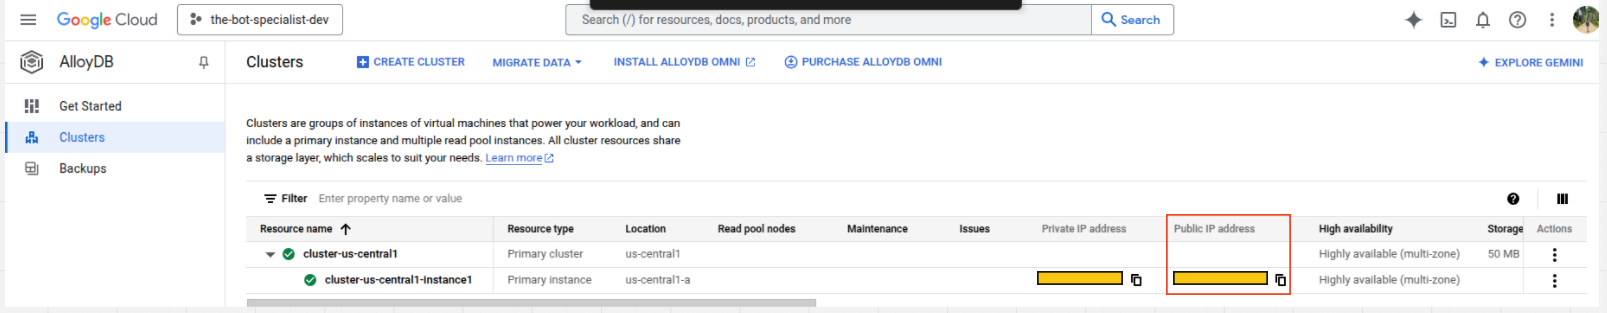 Google Cloud
the-bot-specialist-dev
Search (/) for resources, docs, products, and more
Search
AlloyDB
Clusters
CREATE CLUSTER
MIGRATE DATA
INSTALL ALLOYDB OMNI
PURCHASE ALLOYDB OMNI
EXPLORE GEMINI
Get Started
Clusters
Backups
Clusters are groups of instances of virtual machines that power your workload, and can
include a primary instance and multiple read pool instances. All cluster resources share
a storage layer, which scales to suit your needs. Learn more
Filter Enter property name or value
Resource name Resource type Location Read pool nodes Maintenance Issues Private IP address Public IP address High availability Storage Actions
cluster-us-central1 Primary cluster us-central1 Highly available (multi-zone) 50 MB
cluster-us-central1-instance1 Primary instance us-central1-a Highly available (multi-zone)